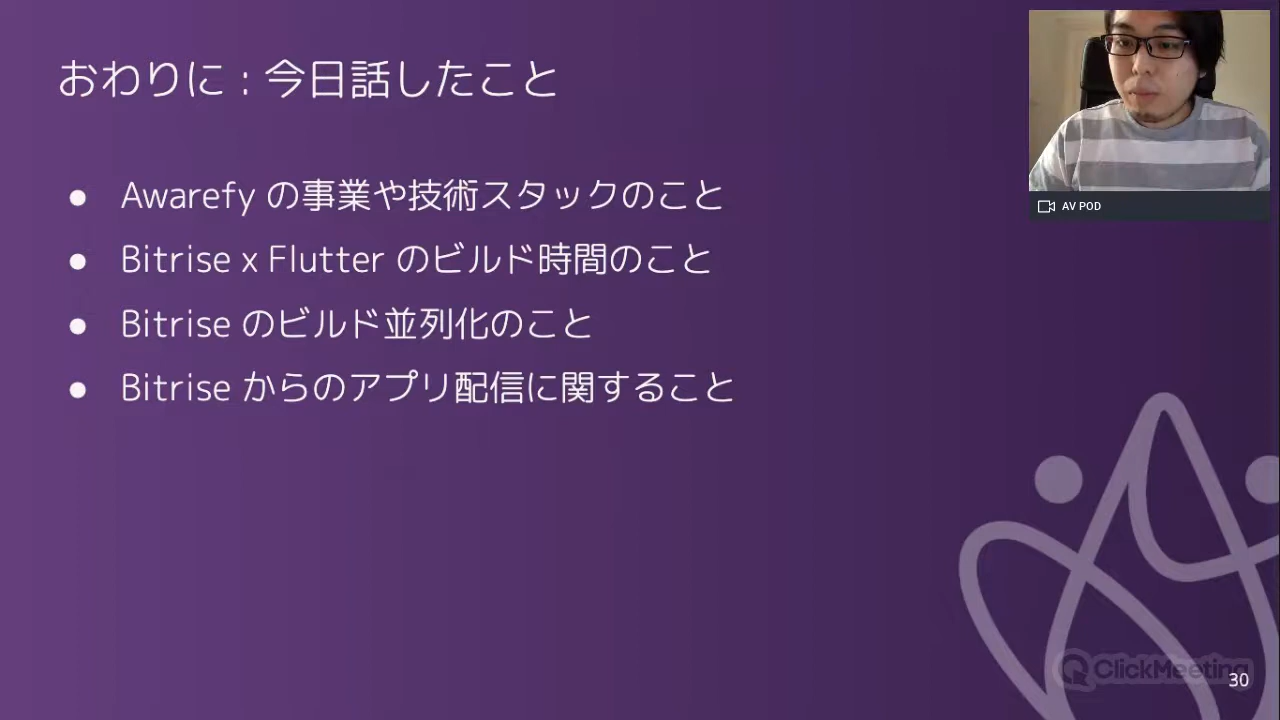 おわりに : 今日話したこと
● Awarefy の事業や技術スタックのこと
● Bitrise x Flutter のビルド時間のこと
● Bitrise のビルド並列化のこと
● Bitrise からのアプリ配信に関すること
AV POD
ClickMeeting
30